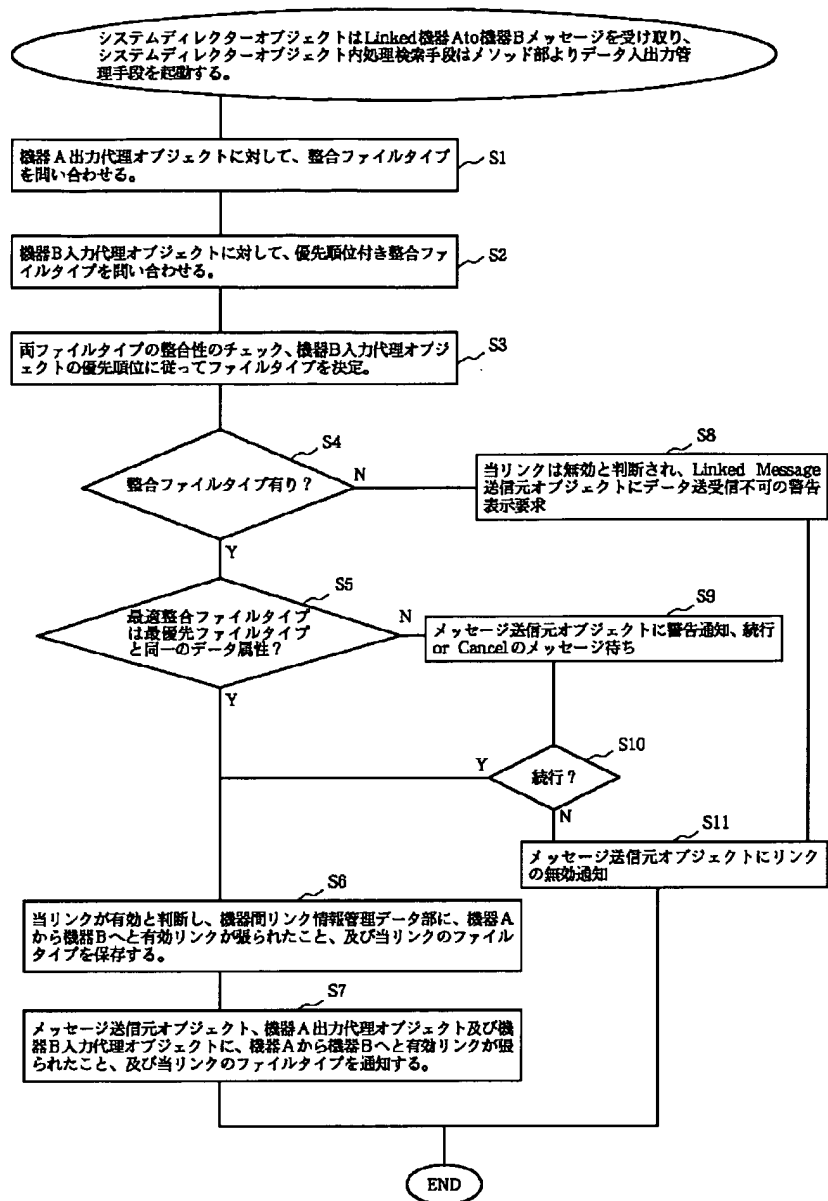 システムディレクターオブジェクトはLinked機器Ato機器Bメッセージを受け取り、
システムディレクターオブジェクト内処理検索手段はメソッド部よりデータ入出力管
理手段を起動する。
機器A出力代理オブジェクトに対して、整合ファイルタイプ
を問い合わせる。
S1
機器B入力代理オブジェクトに対して、優先順位付き整合ファ
イルタイプを問い合わせる。
S2
両ファイルタイプの整合性のチェック、機器B入力代理オブジ
ェクトの優先順位に従ってファイルタイプを決定。
S3
S4
整合ファイルタイプ有り？
N
Y
S8
当リンクは無効と判断され、Linked Message
送信元オブジェクトにデータ送受信不可の警告
表示要求
S5
最適整合ファイルタイプ
は最優先ファイルタイプ
と同一のデータ属性？
N
Y
S9
メッセージ送信元オブジェクトに警告通知、続行
or Cancelのメッセージ待ち
S10
続行？
Y
N
S11
メッセージ送信元オブジェクトにリンク
の無効通知
S6
当リンクが有効と判断し、機器間リンク情報管理データ部に、機器A
から機器Bへと有効リンクが張られたこと、及び当リンクのファイル
タイプを保存する。
S7
メッセージ送信元オブジェクト、機器A出力代理オブジェクト及び機
器B入力代理オブジェクトに、機器Aから機器Bへと有効リンクが張
られたこと、及び当リンクのファイルタイプを通知する。
END